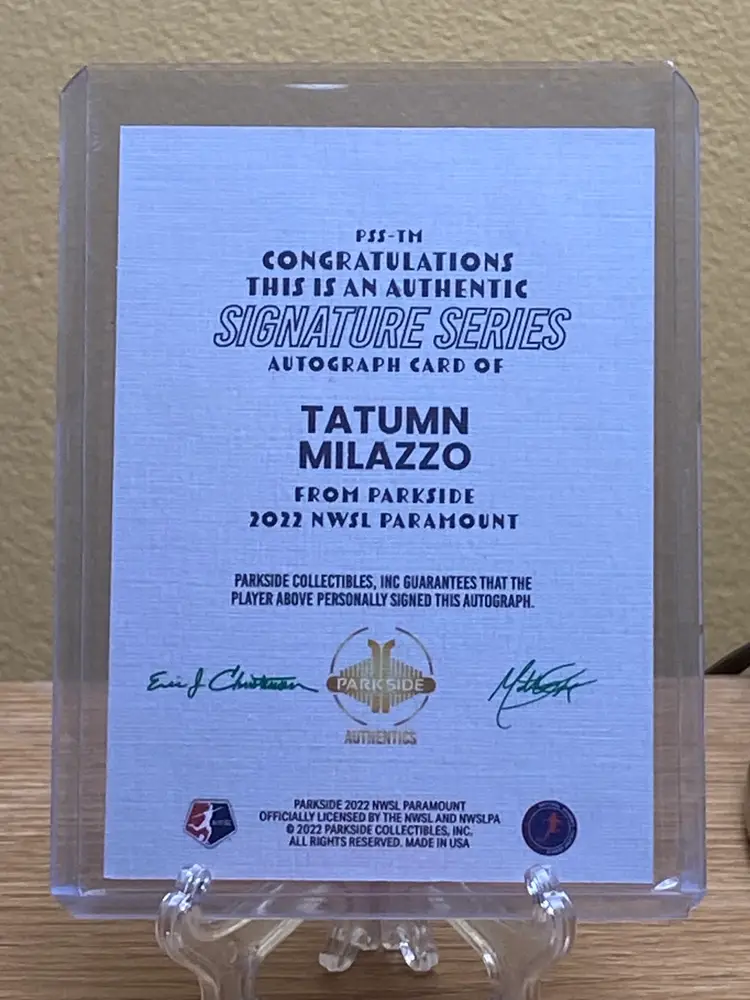 PSS-TM
CONGRATULATIONS
THIS IS AN AUTHENTIC
SIGNATURE SERIES
AUTOGRAPH CARD OF
TATUMN
MILAZZO
FROM PARKSIDE
2022 NWSL PARAMOUNT
PARKSIDE COLLECTIBLES, INC GUARANTEES THAT THE
PLAYER ABOVE PERSONALLY SIGNED THIS AUTOGRAPH.
Eric J
PARKSIDE
AUTHENTICS
PARKSIDE 2022 NWSL PARAMOUNT
OFFICIALLY LICENSED BY THE NWSL AND NWSLPA
© 2022 PARKSIDE COLLECTIBLES, INC.
ALL RIGHTS RESERVED. MADE IN USA